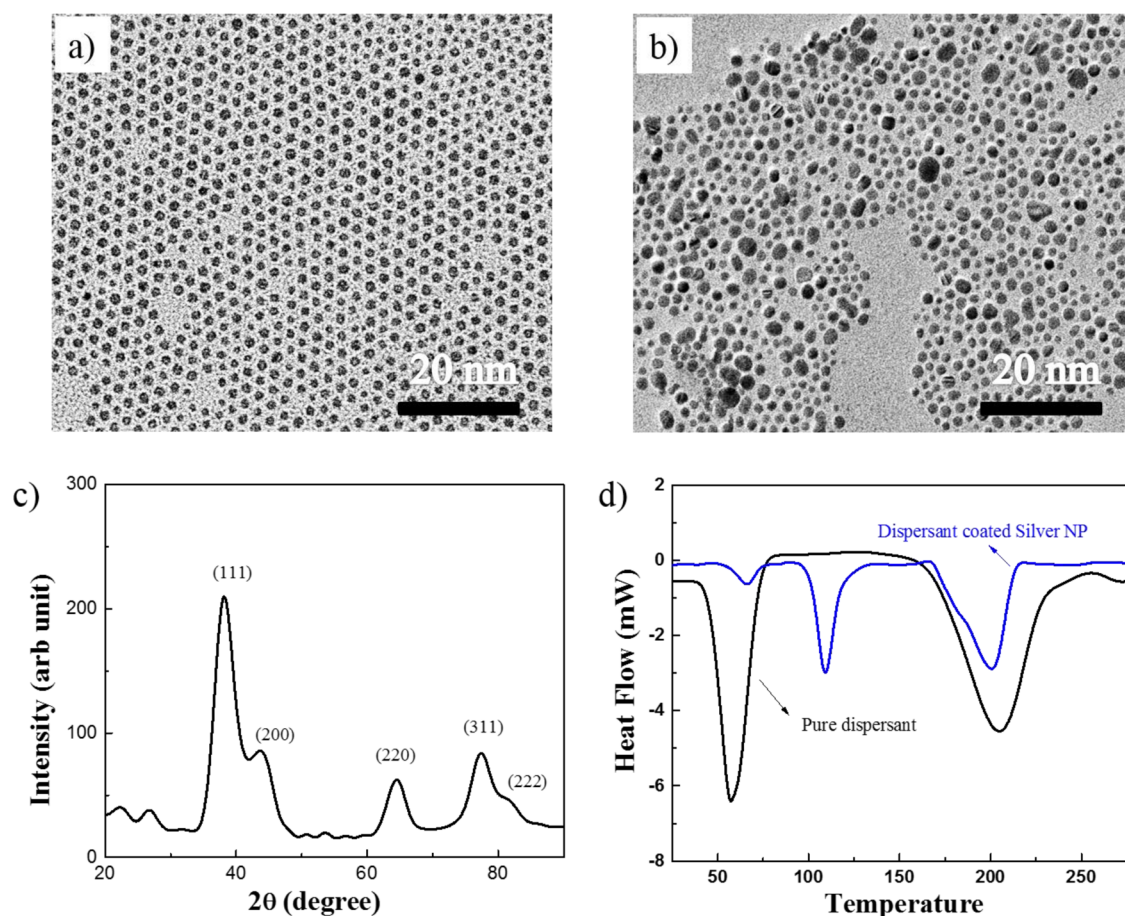 a)
20 nm
b)
20 nm
c)
300
200
100
0
20
40
60
80
Intensity (arb unit)
2θ (degree)
(111)
(200)
(220)
(311)
(222)
d)
2
0
-2
-4
-6
-8
50
100
150
200
250
Heat Flow (mW)
Temperature
Dispersant coated Silver NP
Pure dispersant